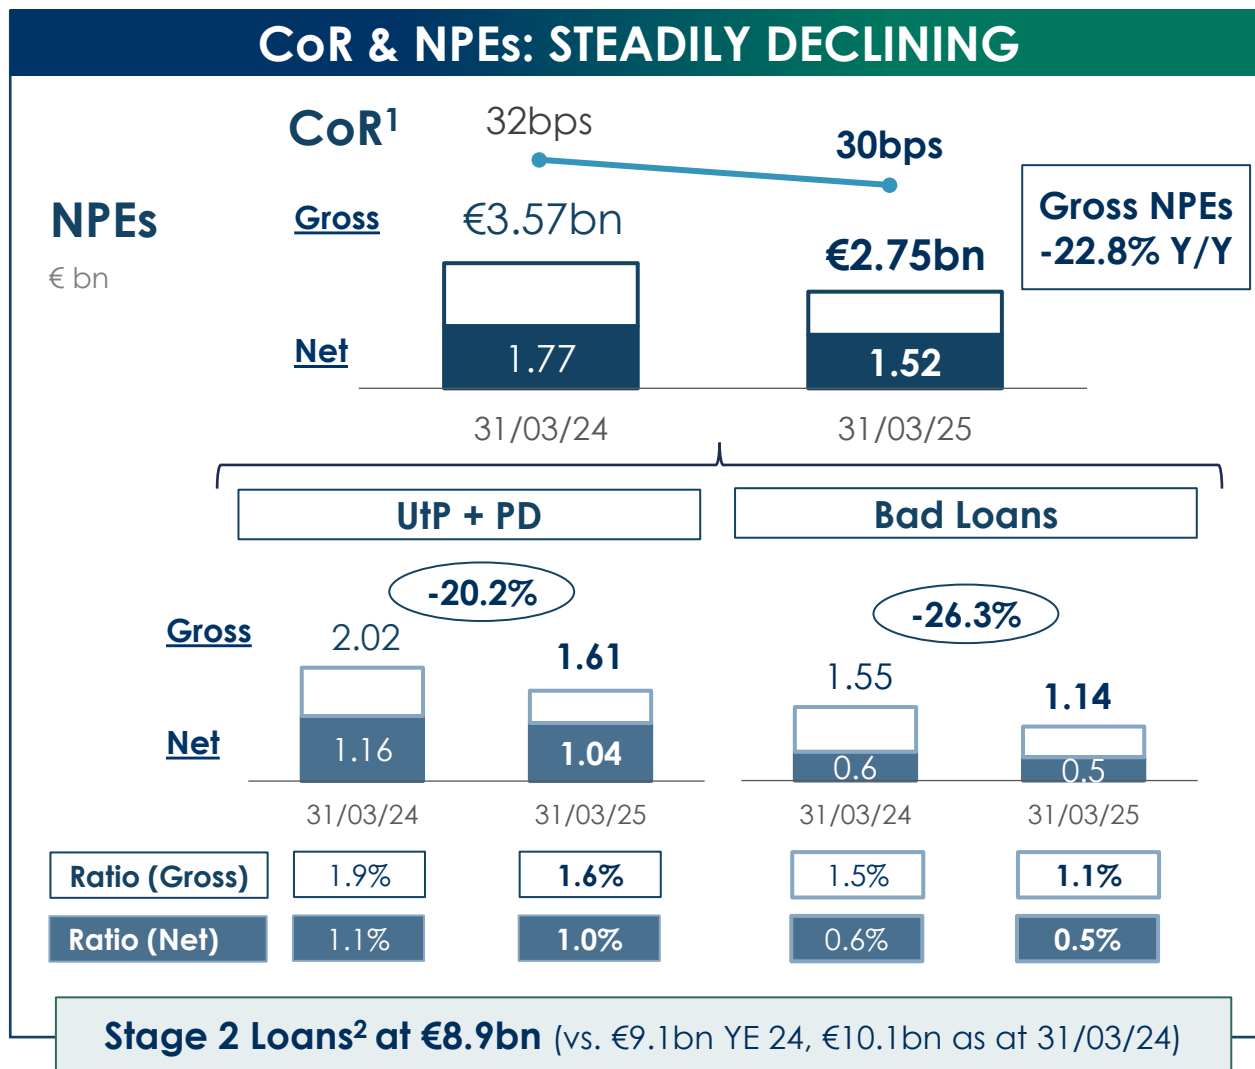 CoR & NPEs: STEADILY DECLINING
CoR¹
32bps
30bps
NPEs
€ bn
Gross
€3.57bn
€2.75bn
Gross NPEs
-22.8% Y/Y
Net
1.77
1.52
31/03/24
31/03/25
UtP + PD
Bad Loans
-20.2%
-26.3%
Gross
2.02
1.61
1.55
1.14
Net
1.16
1.04
0.6
0.5
31/03/24
31/03/25
31/03/24
31/03/25
Ratio (Gross)
1.9%
1.6%
1.5%
1.1%
Ratio (Net)
1.1%
1.0%
0.6%
0.5%
Stage 2 Loans² at €8.9bn (vs. €9.1bn YE 24, €10.1bn as at 31/03/24)